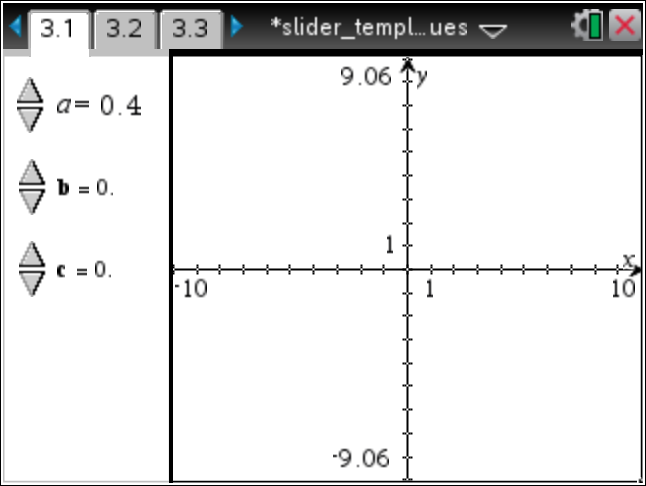 3.1 3.2 3.3 *slider_templ...ues
a= 0.4
b = 0.
c = 0.
9.06 y
1
x
-10 1 10
-9.06